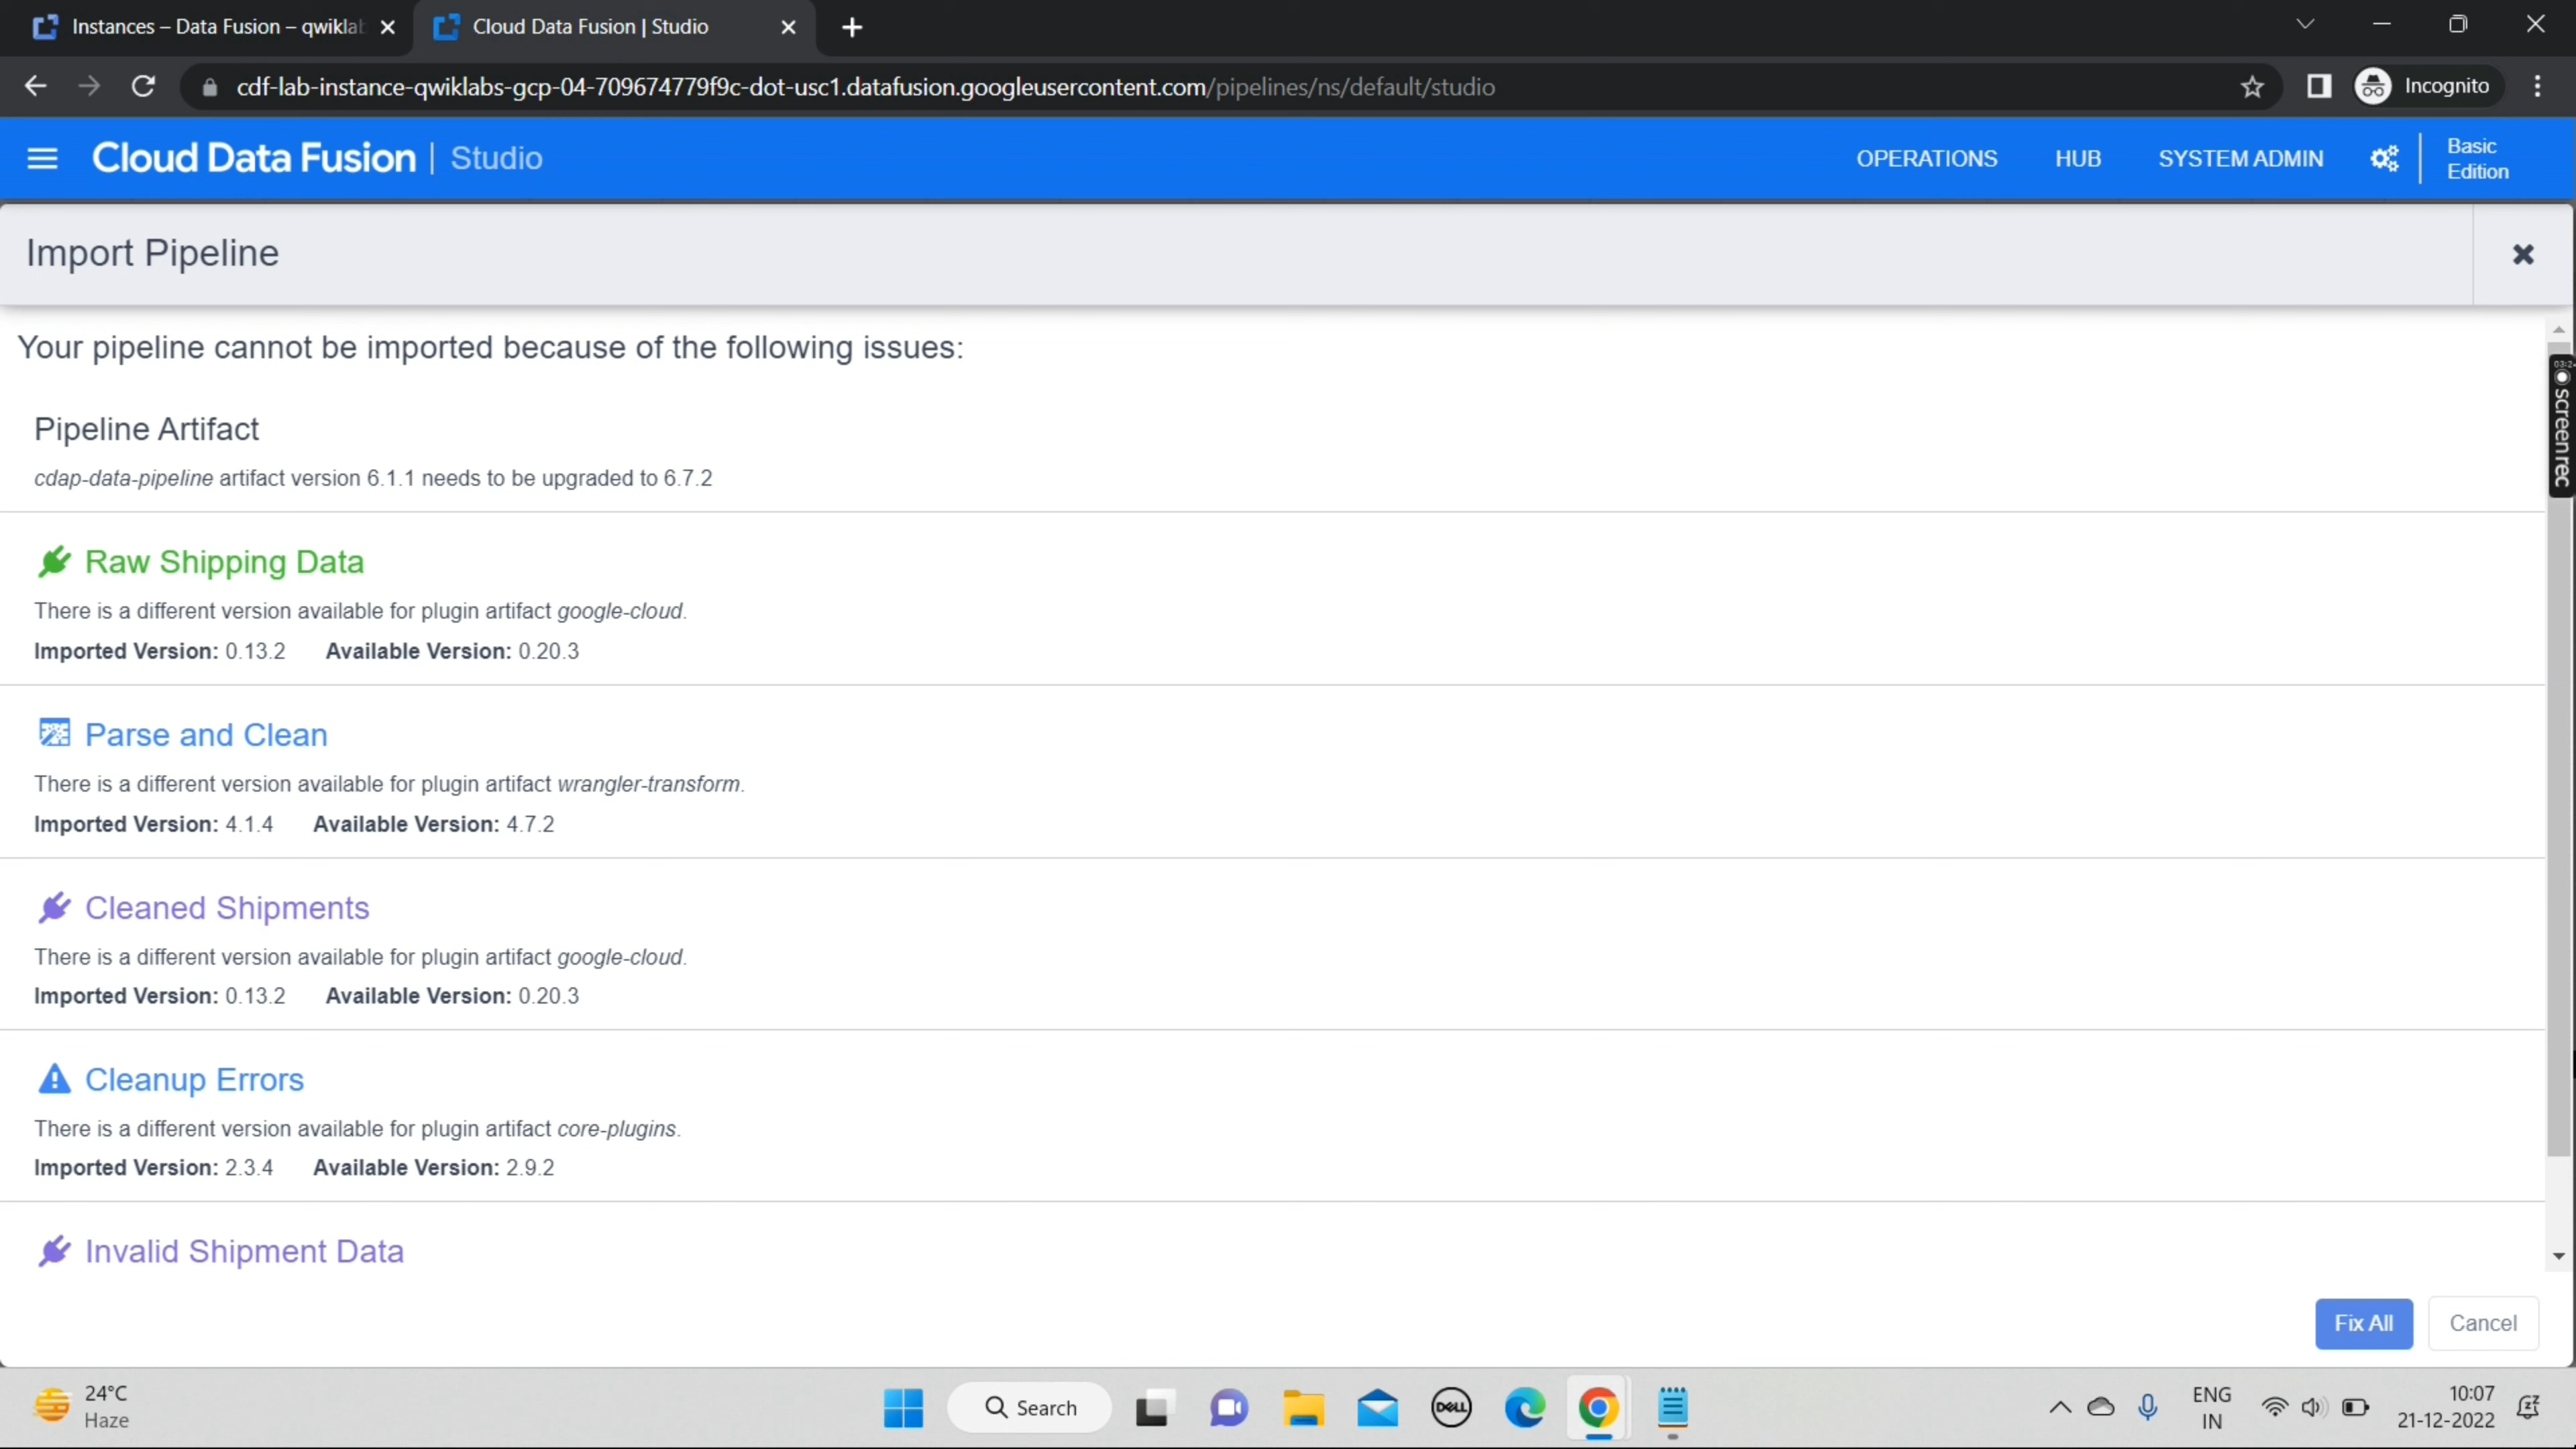 Instances – Data Fusion – qwikla
Cloud Data Fusion | Studio
cdf-lab-instance-qwiklabs-gcp-04-709674779f9c-dot-usc1.datafusion.googleusercontent.com/pipelines/ns/default/studio
Incognito
Cloud Data Fusion | Studio
OPERATIONS
HUB
SYSTEM ADMIN
Basic
Edition
Import Pipeline
Your pipeline cannot be imported because of the following issues:
Pipeline Artifact
cdap-data-pipeline artifact version 6.1.1 needs to be upgraded to 6.7.2
Raw Shipping Data
There is a different version available for plugin artifact google-cloud.
Imported Version: 0.13.2 Available Version: 0.20.3
Parse and Clean
There is a different version available for plugin artifact wrangler-transform.
Imported Version: 4.1.4 Available Version: 4.7.2
Cleaned Shipments
There is a different version available for plugin artifact google-cloud.
Imported Version: 0.13.2 Available Version: 0.20.3
Cleanup Errors
There is a different version available for plugin artifact core-plugins.
Imported Version: 2.3.4 Available Version: 2.9.2
Invalid Shipment Data
Fix All
Cancel
screenrec
24°C
Haze
Search
DELL
ENG
IN
10:07
21-12-2022